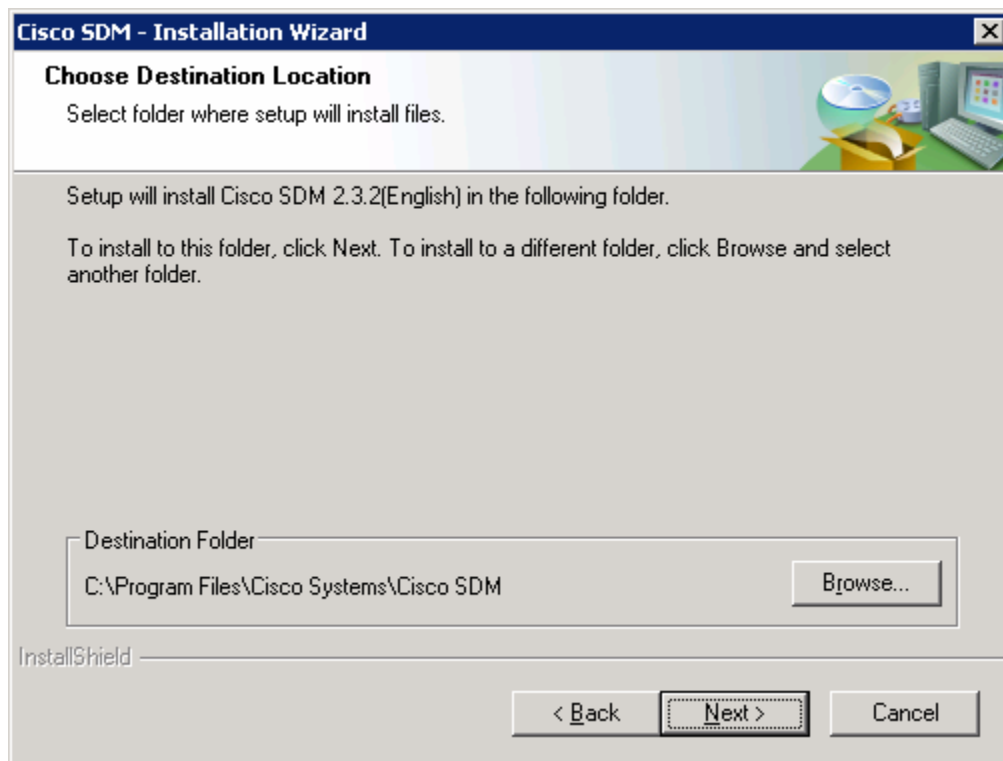 Cisco SDM - Installation Wizard
Choose Destination Location
Select folder where setup will install files.
Setup will install Cisco SDM 2.3.2(English) in the following folder.
To install to this folder, click Next. To install to a different folder, click Browse and select
another folder.
Destination Folder
C:\Program Files\Cisco Systems\Cisco SDM
Browse...
InstallShield
< Back
Next >
Cancel